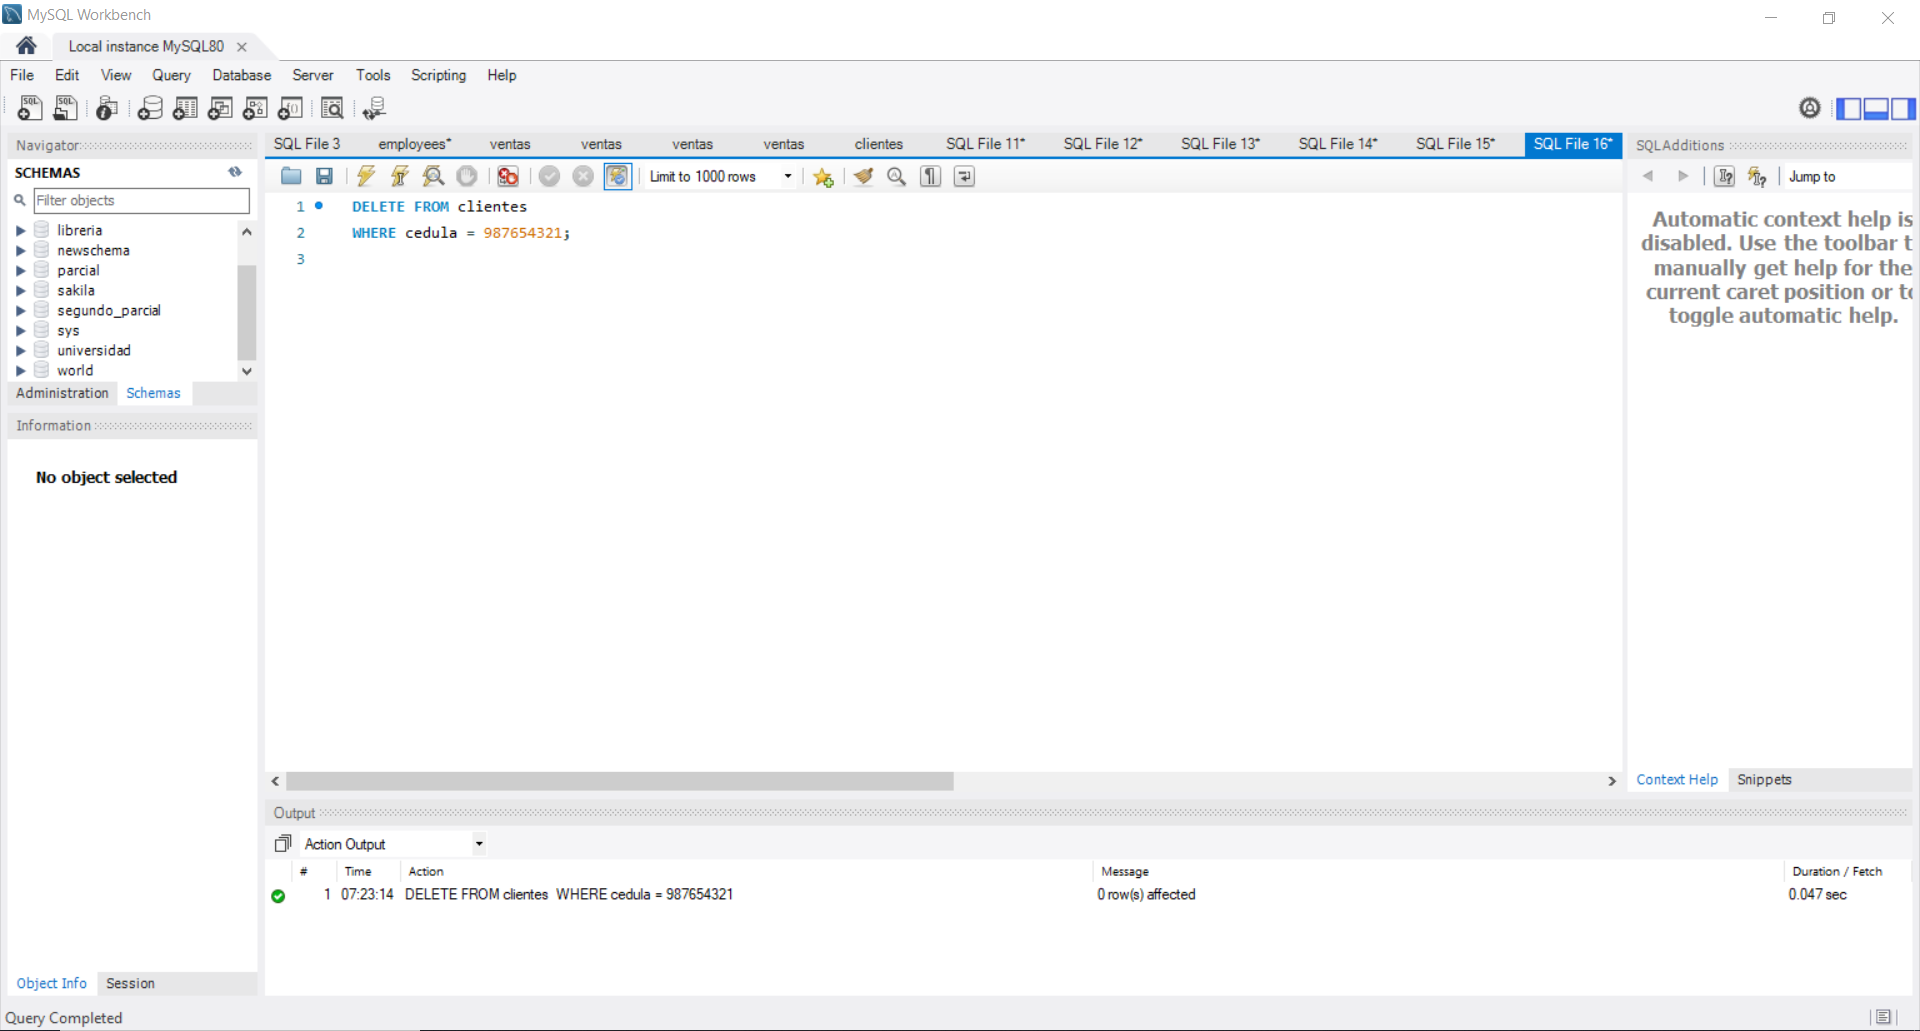 MySQL Workbench
Local instance MySQL80
File Edit View Query Database Server Tools Scripting Help
Navigator
SCHEMAS
Filter objects
libreria
newschema
parcial
sakila
segundo_parcial
sys
universidad
world
Administration Schemas
Information
No object selected
Object Info Session
Query Completed
SQL File 3 employees* ventas ventas ventas ventas clientes SQL File 11* SQL File 12* SQL File 13* SQL File 14* SQL File 15* SQL File 16*
Limit to 1000 rows
1 DELETE FROM clientes
2 WHERE cedula = 987654321;
3
SQLAdditions
Jump to
Automatic context help is
disabled. Use the toolbar t
manually get help for the
current caret position or to
toggle automatic help.
Context Help Snippets
Output
Action Output
# Time Action Message Duration / Fetch
1 07:23:14 DELETE FROM clientes WHERE cedula = 987654321 0 row(s) affected 0.047 sec